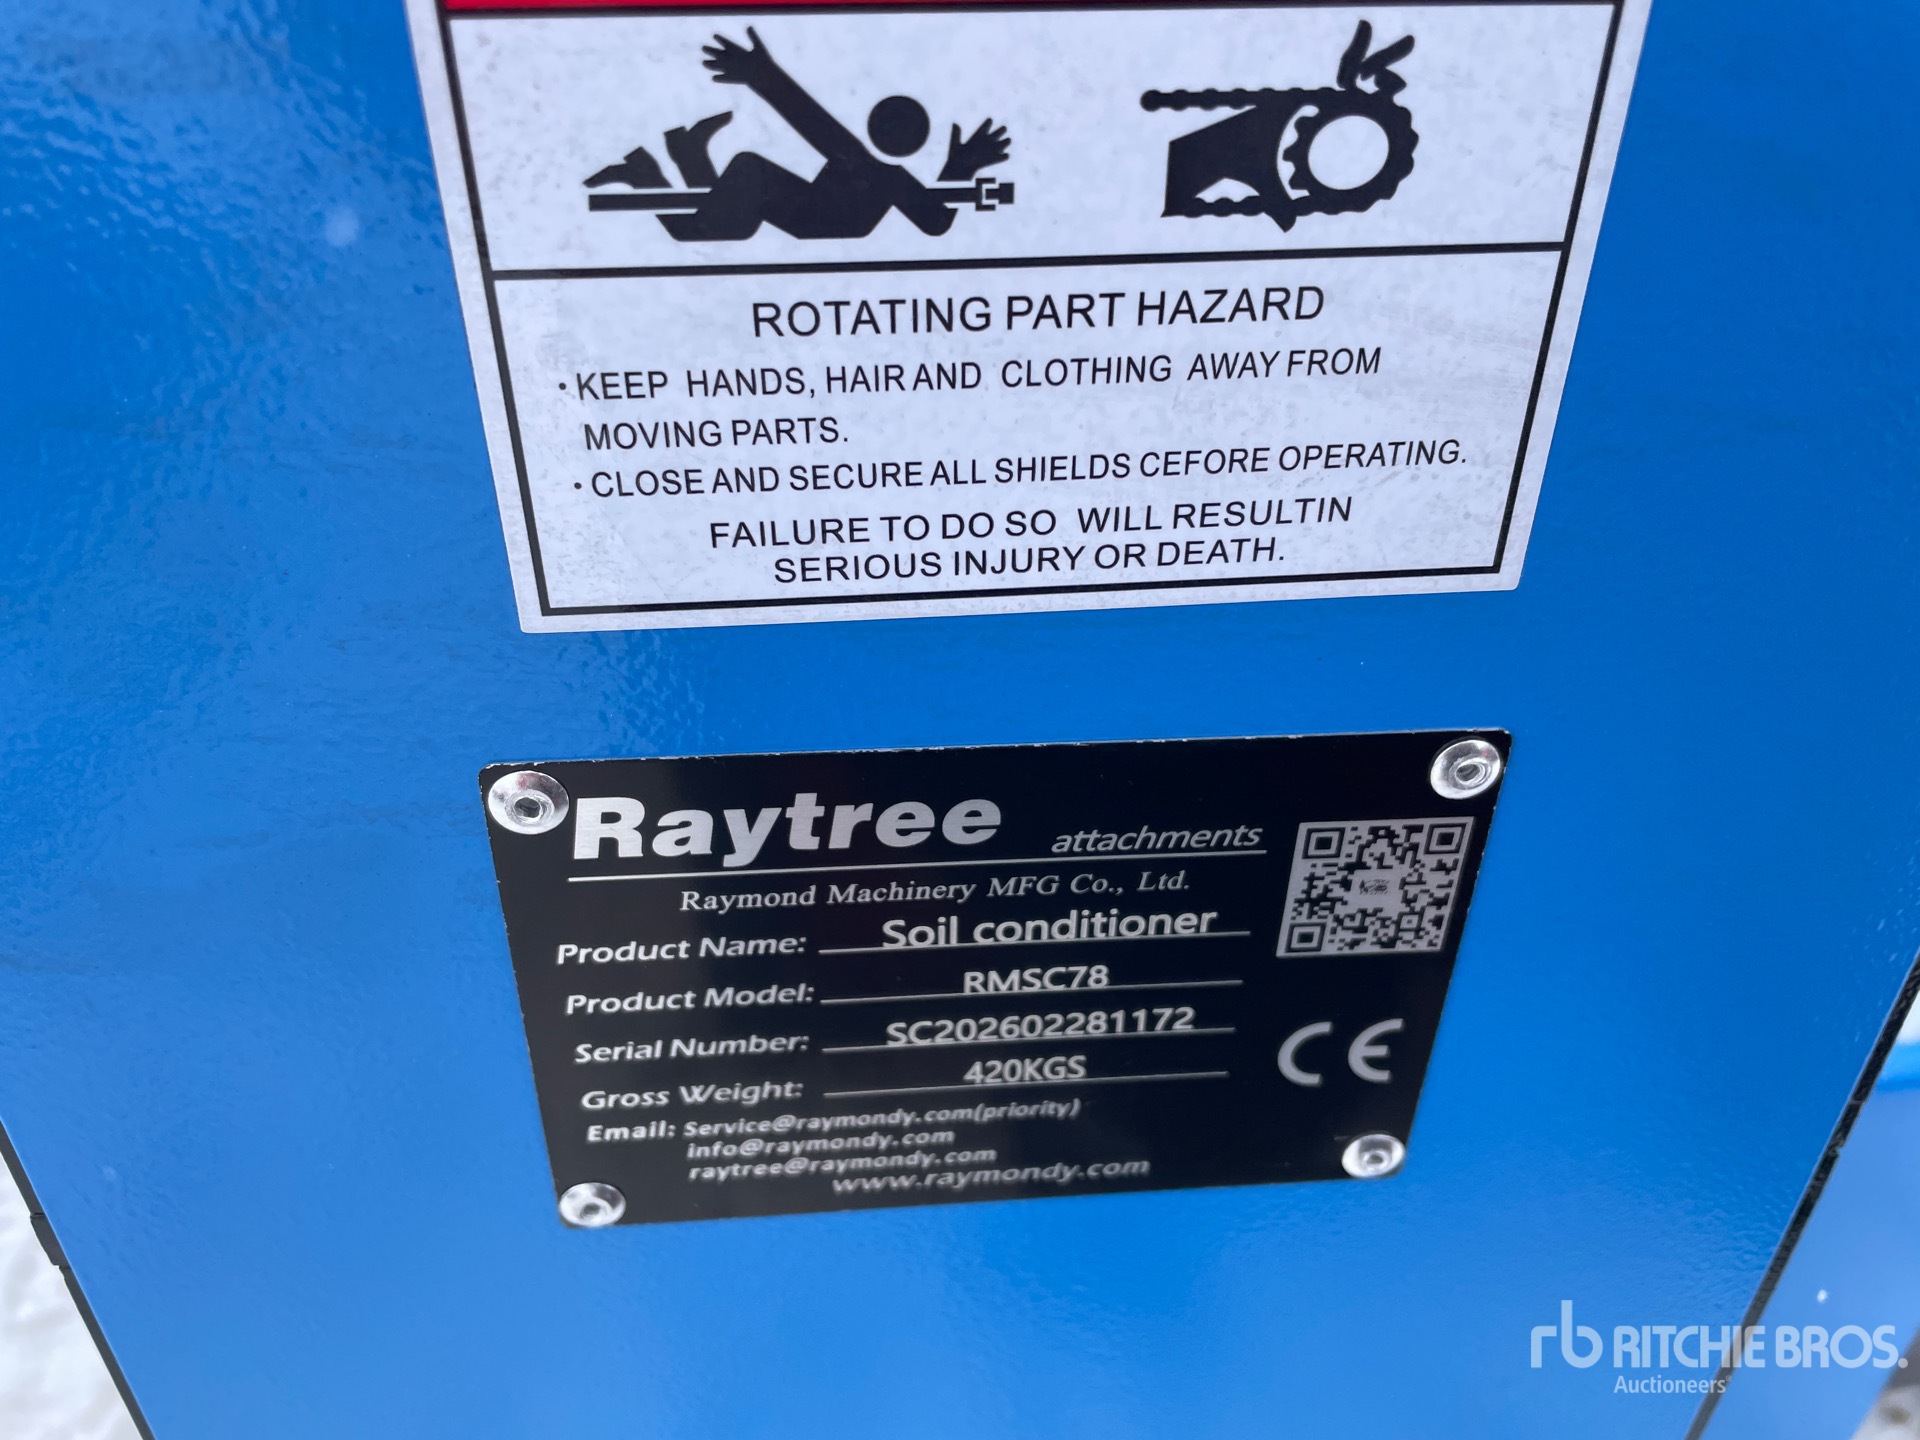 ROTATING PART HAZARD
· KEEP HANDS, HAIR AND CLOTHING AWAY FROM
MOVING PARTS.
· CLOSE AND SECURE ALL SHIELDS CEFORE OPERATING.
FAILURE TO DO SO WILL RESULTIN
SERIOUS INJURY OR DEATH.
Raytree attachments
Raymond Machinery MFG Co., Ltd.
Product Name: Soil conditioner
Product Model: RMSC78
Serial Number: SC202602281172
Gross Weight: 420KGS
CE
Email: Service@raymondy.com(priority)
info@raymondy.com
raytree@raymondy.com
www.raymondy.com
rb RITCHIE BROS.
Auctioneers